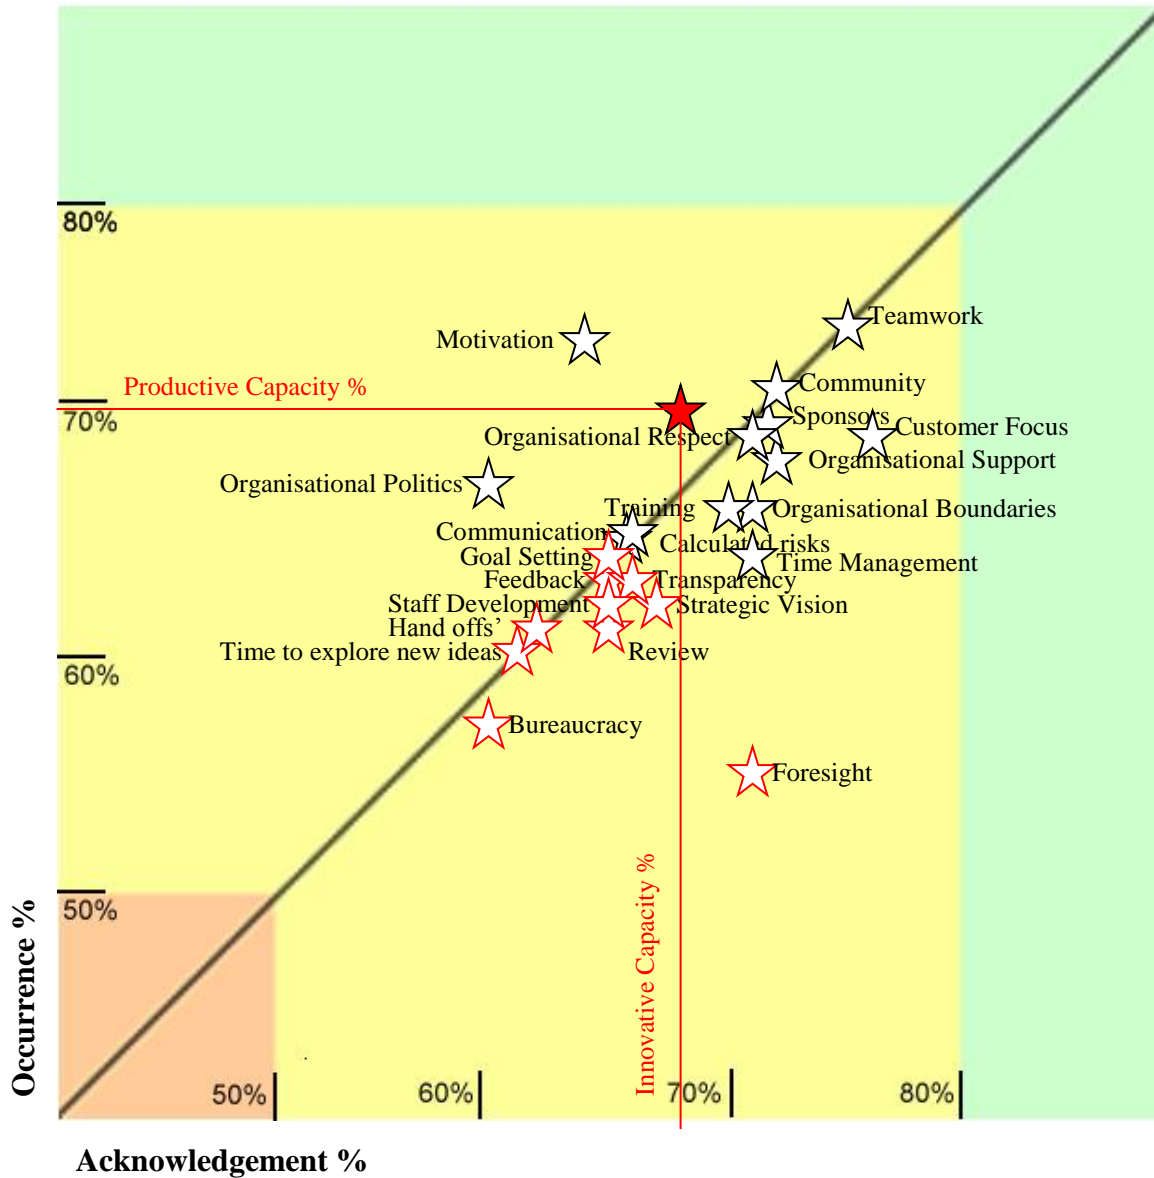 80%
Teamwork
Motivation
Productive Capacity %
Community
70%
Sponsors
Customer Focus
Organisational Respect
Organisational Support
Organisational Politics
Training
Organisational Boundaries
Communication
Calculated risks
Goal Setting
Time Management
Feedback
Transparency
Staff Development
Strategic Vision
Hand offs’
Time to explore new ideas
Review
60%
Bureaucracy
Foresight
Innovative Capacity %
50%
Occurrence %
50%
60%
70%
80%
Acknowledgement %